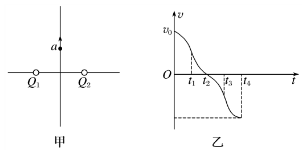 a
Q₁ Q₂
甲
v
v₀
O t₁ t₂ t₃ t₄ t
乙